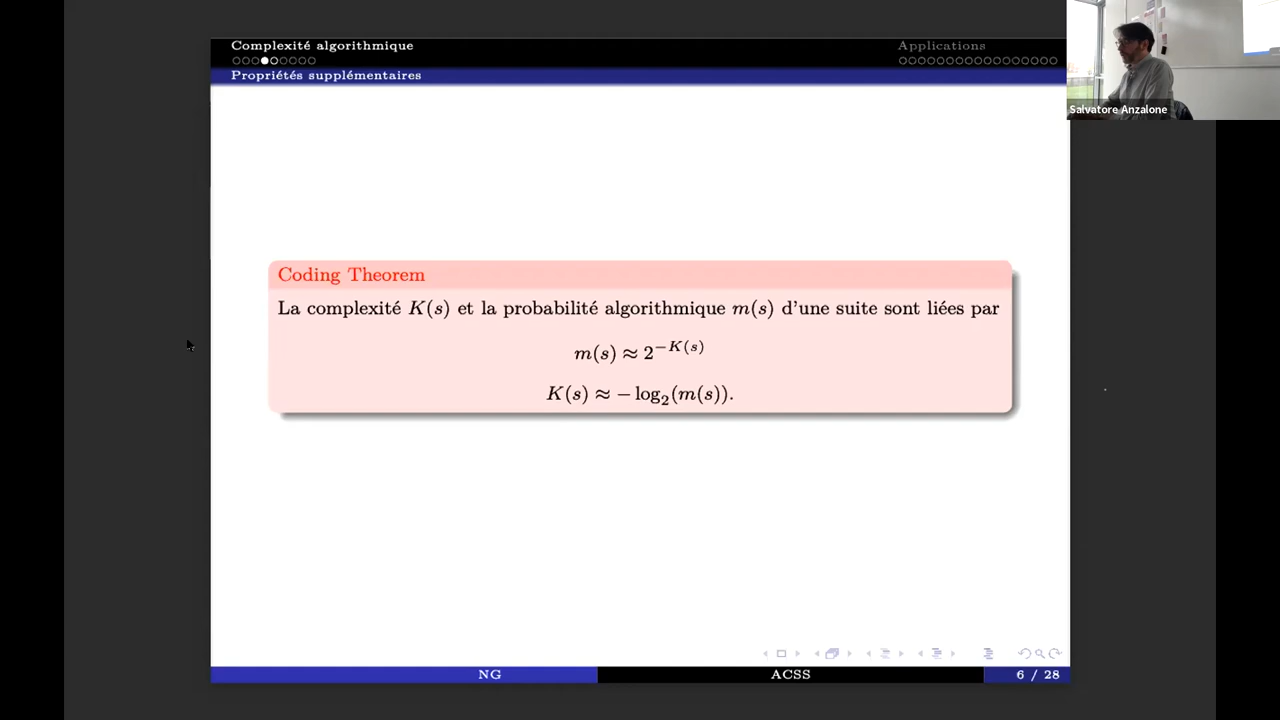 Complexité algorithmique
Applications
Propriétés supplémentaires
Salvatore Anzalone
Coding Theorem
La complexité K(s) et la probabilité algorithmique m(s) d'une suite sont liées par
m(s) ≈ 2^{−K(s)}
K(s) ≈ − log₂(m(s)).
NG
ACSS
6 / 28